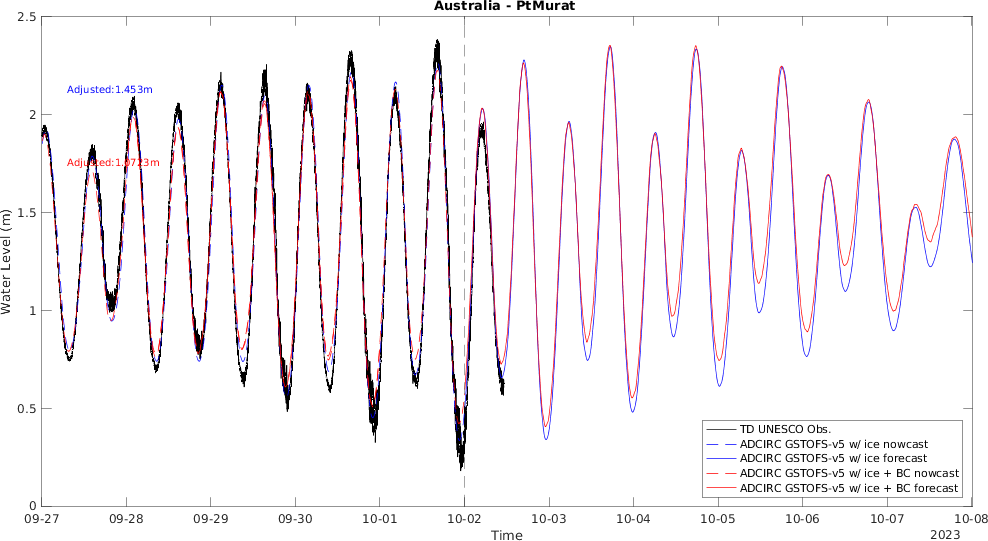 Australia - PtMurat
2.5
2
1.5
1
0.5
0
Water Level (m)
Adjusted:1.453m
Adjusted:1.0723m
TD UNESCO Obs.
ADCIRC GSTOFS-v5 w/ ice nowcast
ADCIRC GSTOFS-v5 w/ ice forecast
ADCIRC GSTOFS-v5 w/ ice + BC nowcast
ADCIRC GSTOFS-v5 w/ ice + BC forecast
09-27 09-28 09-29 09-30 10-01 10-02 10-03 10-04 10-05 10-06 10-07 10-08
Time
2023